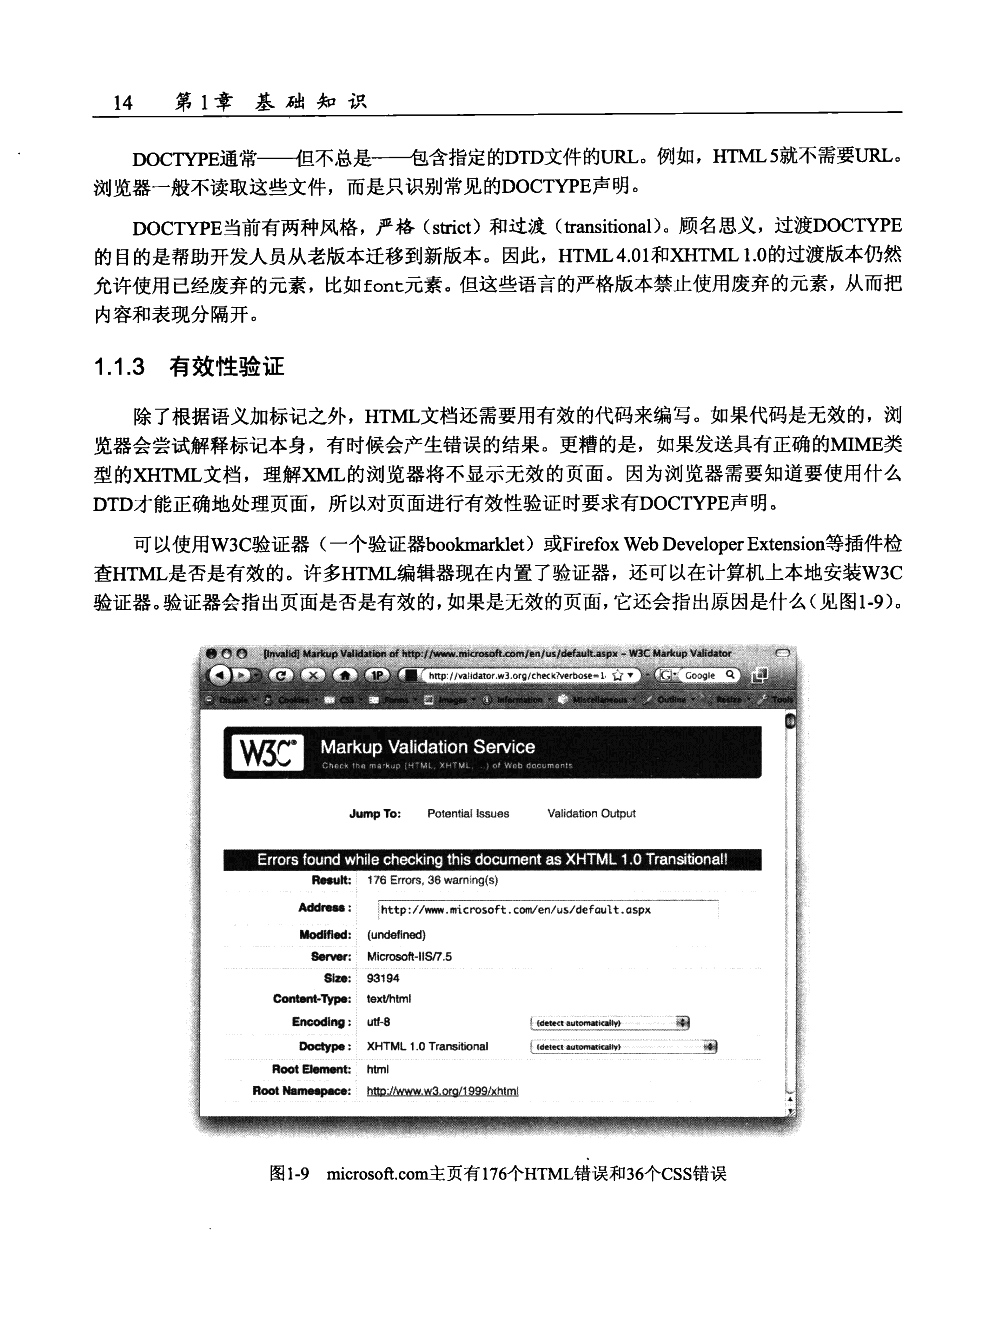 14 第1章 基础知识
DOCTYPE通常——但不总是——包含指定的DTD文件的URL。例如，HTML 5就不需要URL。
浏览器一般不读取这些文件，而是只识别常见的DOCTYPE声明。
DOCTYPE当前有两种风格，严格（strict）和过渡（transitional）。顾名思义，过渡DOCTYPE
的目的是帮助开发人员从老版本迁移到新版本。因此，HTML 4.01和XHTML 1.0的过渡版本仍然
允许使用已经废弃的元素，比如font元素。但这些语言的严格版本禁止使用废弃的元素，从而把
内容和表现分隔开。
1.1.3 有效性验证
除了根据语义加标记之外，HTML文档还需要用有效的代码来编写。如果代码是无效的，浏
览器会尝试解释标记本身，有时候会产生错误的结果。更糟的是，如果发送具有正确的MIME类
型的XHTML文档，理解XML的浏览器将不显示无效的页面。因为浏览器需要知道要使用什么
DTD才能正确地处理页面，所以对页面进行有效性验证时要求有DOCTYPE声明。
可以使用W3C验证器（一个验证器bookmarklet）或Firefox Web Developer Extension等插件检
查HTML是否是有效的。许多HTML编辑器现在内置了验证器，还可以在计算机上本地安装W3C
验证器。验证器会指出页面是否是有效的，如果是无效的页面，它还会指出原因是什么（见图1-9）。
[Invalid] Markup Validation of http://www.microsoft.com/en/us/default.aspx - W3C Markup Validator
1P http://validator.w3.org/check?verbose=1 G Google
Disable Cookies CSS Forms Images Information Miscellaneous Outline Resize Tools
W3C Markup Validation Service
Check the markup (HTML, XHTML, …) of Web documents
Jump To: Potential Issues Validation Output
Errors found while checking this document as XHTML 1.0 Transitional!
Result: 176 Errors, 36 warning(s)
Address: http://www.microsoft.com/en/us/default.aspx
Modified: (undefined)
Server: Microsoft-IIS/7.5
Size: 93194
Content-Type: text/html
Encoding: utf-8 (detect automatically)
Doctype: XHTML 1.0 Transitional (detect automatically)
Root Element: html
Root Namespace: http://www.w3.org/1999/xhtml
图1-9 microsoft.com主页有176个HTML错误和36个CSS错误